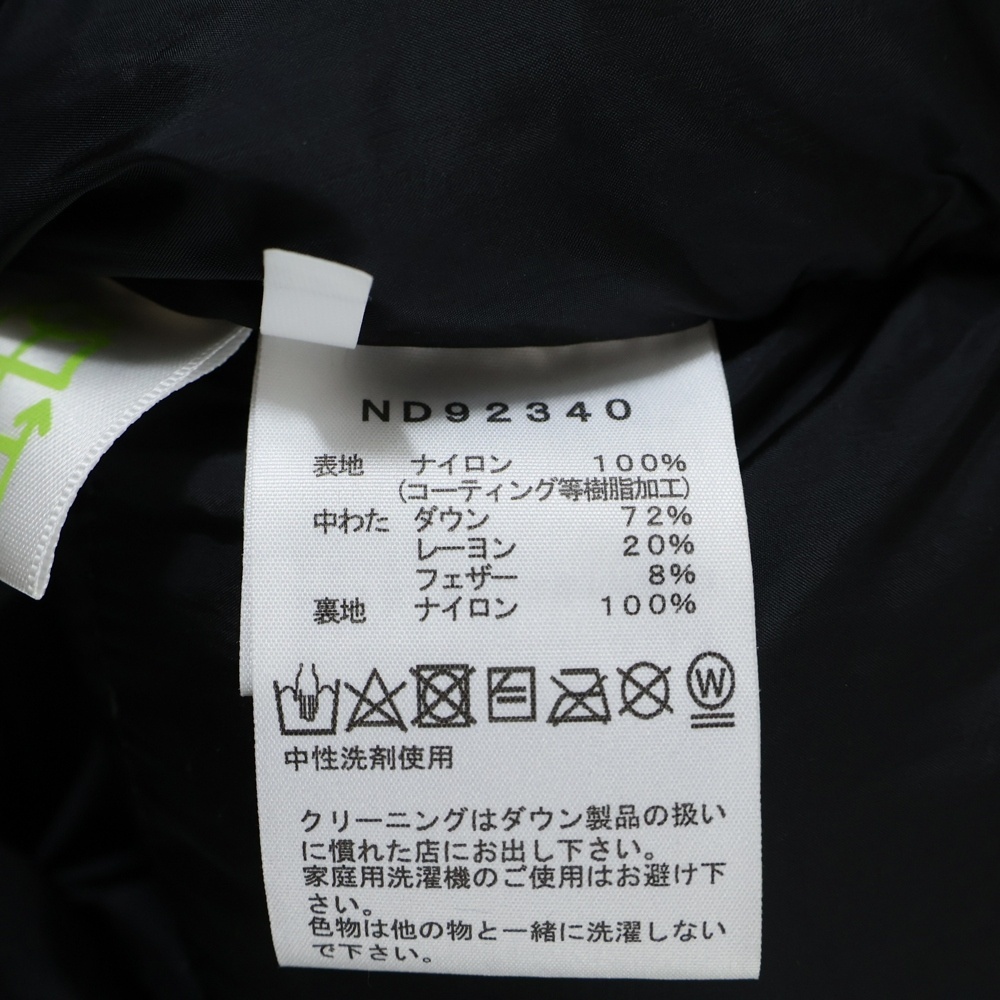 ND92340
表地 ナイロン 100%
(コーティング等樹脂加工)
中わた ダウン 72%
レーヨン 20%
フェザー 8%
裏地 ナイロン 100%
W
中性洗剤使用
クリーニングはダウン製品の扱い
に慣れた店にお出し下さい。
家庭用洗濯機のご使用はお避け下
さい。
色物は他の物と一緒に洗濯しない
で下さい。